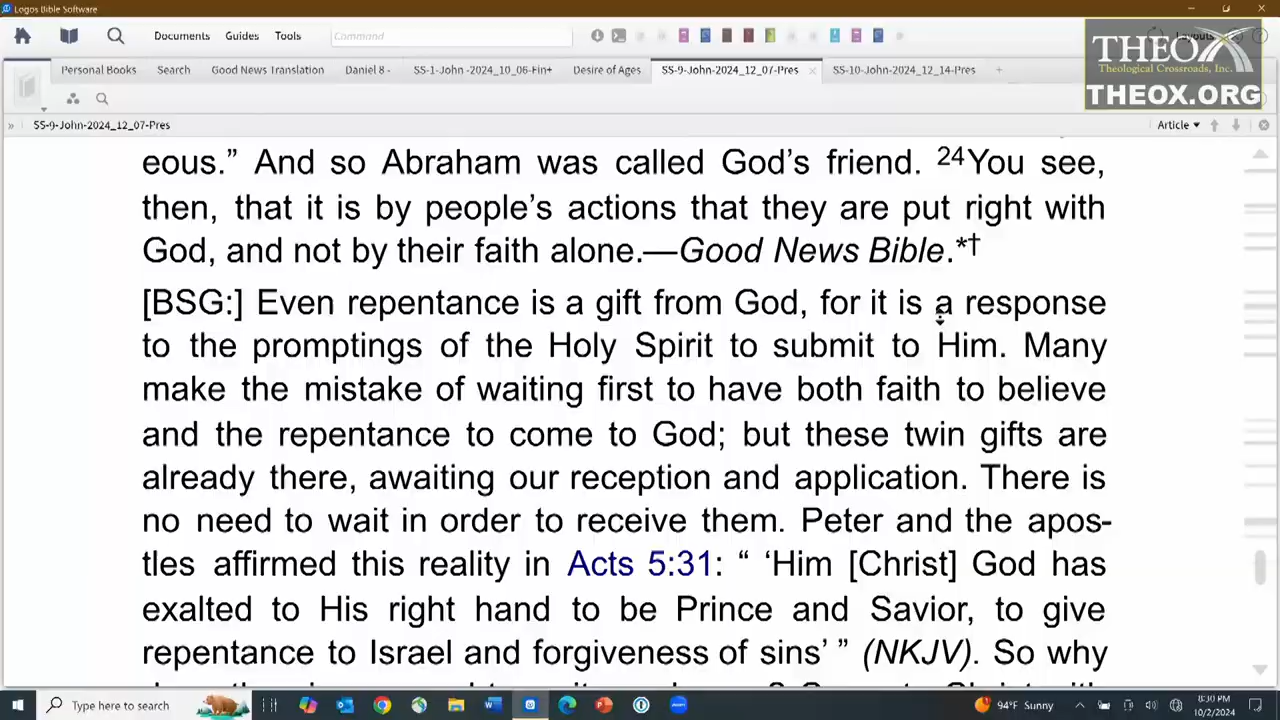 Logos Bible Software
Documents Guides Tools Command
THEOX
Theological Crossroads, Inc.
THEOX.ORG
Personal Books Search Good News Translation Daniel 8 - Desire of Ages SS-9-John-2024_12_07-Pres SS-10-John-2024_12_14-Pres
SS-9-John-2024_12_07-Pres Article
eous.” And so Abraham was called God’s friend. 24You see,
then, that it is by people’s actions that they are put right with
God, and not by their faith alone.—Good News Bible.*†
[BSG:] Even repentance is a gift from God, for it is a response
to the promptings of the Holy Spirit to submit to Him. Many
make the mistake of waiting first to have both faith to believe
and the repentance to come to God; but these twin gifts are
already there, awaiting our reception and application. There is
no need to wait in order to receive them. Peter and the apos-
tles affirmed this reality in Acts 5:31: “ ‘Him [Christ] God has
exalted to His right hand to be Prince and Savior, to give
repentance to Israel and forgiveness of sins’ ” (NKJV). So why
Type here to search
94°F Sunny
8:30 PM
10/2/2024